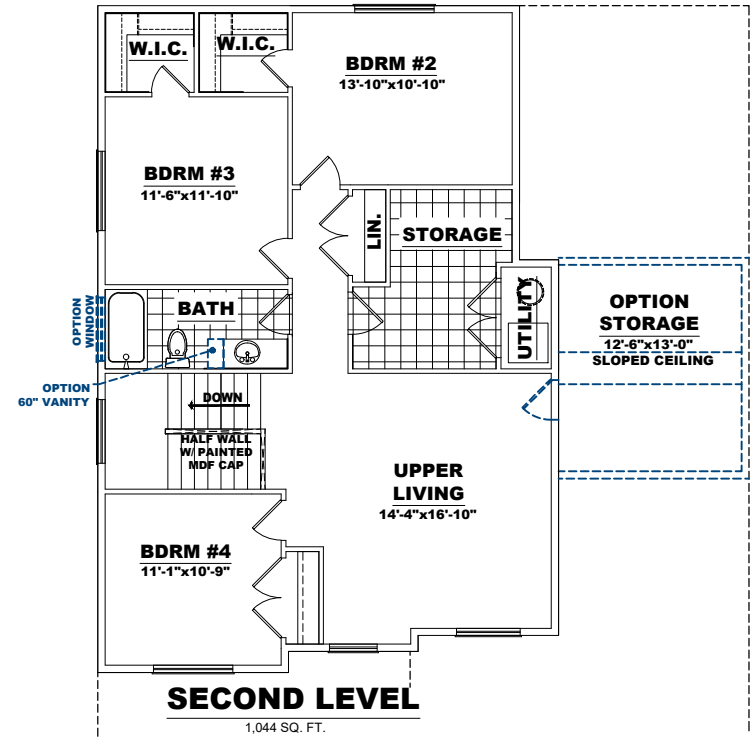 W.I.C.
W.I.C.
BDRM #2
13'-10"x10'-10"
BDRM #3
11'-6"x11'-10"
LIN.
STORAGE
UTILITY
OPTION
STORAGE
12'-6"x13'-0"
SLOPED CEILING
OPTION
WINDOW
BATH
OPTION
60" VANITY
DOWN
HALF WALL
W/ PAINTED
MDF CAP
UPPER
LIVING
14'-4"x16'-10"
BDRM #4
11'-1"x10'-9"
SECOND LEVEL
1,044 SQ. FT.